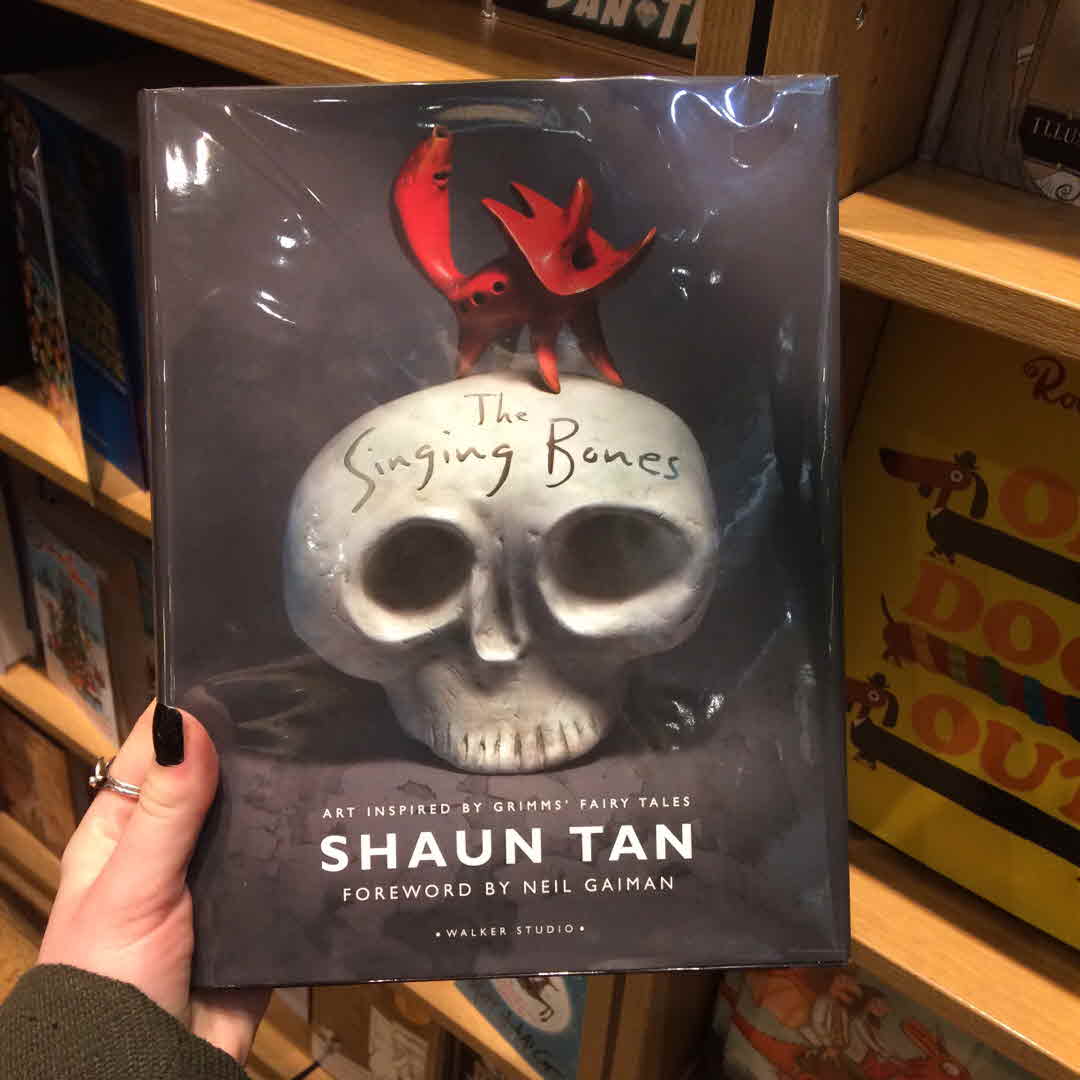 The
Singing Bones
ART INSPIRED BY GRIMMS' FAIRY TALES
SHAUN TAN
FOREWORD BY NEIL GAIMAN
• WALKER STUDIO •